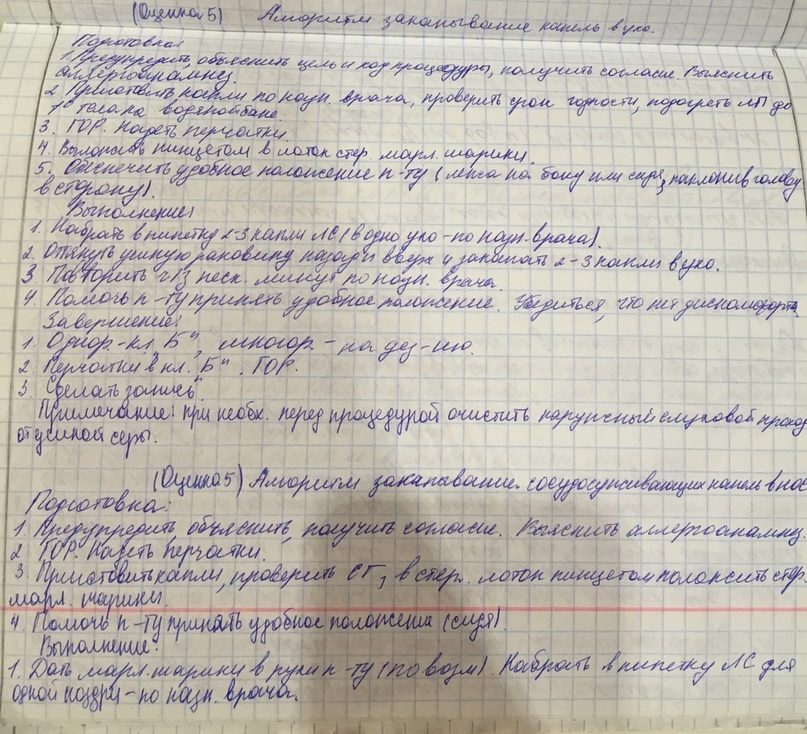 (Оценка 5) Алгоритм закапывание капель в ухо.
Подготовка:
1. Предупредить, объяснить цель и ход процедуры, получить согласие. Выяснить
аллергоанамнез.
2. Приготовить капли по назн. врача, проверить срок годности, подогреть ЛП до
t° тела на водяной бане.
3. ГОР. Надеть перчатки.
4. Выложить пинцетом в лоток стер. марл. шарики.
5. Обеспечить удобное положение п-ту (лежа на боку или сидя, наклонив голову
в сторону).
Выполнение:
1. Набрать в пипетку 2-3 капли ЛС (в одно ухо - по назн. врача).
2. Оттянуть ушную раковину назад и вверх и закапать 2-3 капли в ухо.
3. Повторить ч/з неск. минут по назн. врача.
4. Помочь п-ту принять удобное положение. Убедиться, что нет дискомфорта
Завершение:
1. Однор. - кл. „Б", многор. - на дез-ию.
2. Перчатки в кл. „Б". ГОР.
3. Сделать запись.
Примечание: при необх. перед процедурой очистить наружный слуховой проход
от ушной серы.
(Оценка 5) Алгоритм закапывание сосудосуживающих капель в нос
Подготовка:
1. Предупредить, объяснить, получить согласие. Выяснить аллергоанамнез.
2. ГОР. Надеть перчатки.
3. Приготовить капли, проверить СГ, в стер. лоток пинцетом положить стер.
марл. шарики.
4. Помочь п-ту принять удобное положение (сидя).
Выполнение:
1. Дать марл. шарики в руки п-ту (по возм). Набрать в пипетку ЛС для
одной ноздри - по назн. врача.